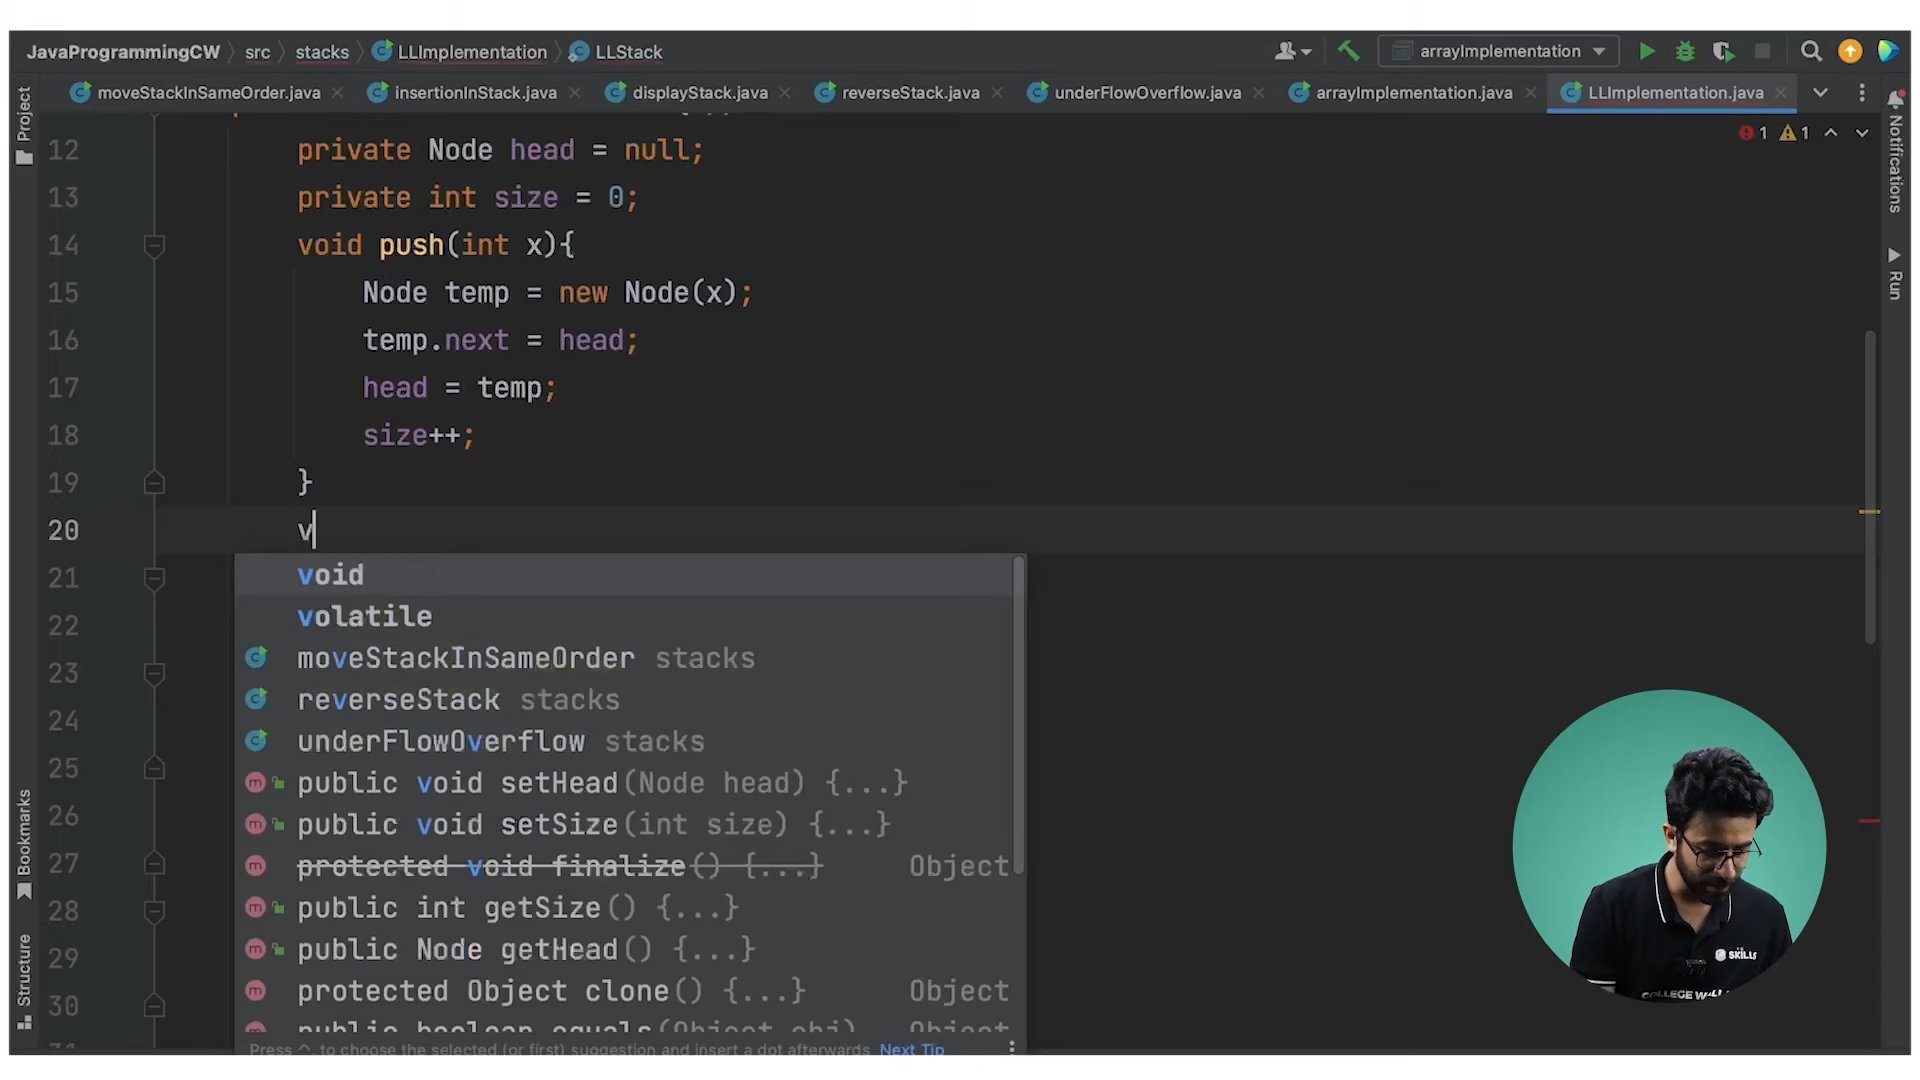 JavaProgrammingCW src stacks LLImplementation LLStack arrayImplementation
moveStackInSameOrder.java insertionInStack.java displayStack.java reverseStack.java underFlowOverflow.java arrayImplementation.java LLImplementation.java
Project
Notifications
Run
Bookmarks
Structure
1 1
12 private Node head = null;
13 private int size = 0;
14 void push(int x){
15 Node temp = new Node(x);
16 temp.next = head;
17 head = temp;
18 size++;
19 }
20 v
21
22
23
24
25
26
27
28
29
30
void
volatile
moveStackInSameOrder stacks
reverseStack stacks
underFlowOverflow stacks
public void setHead(Node head) {...}
public void setSize(int size) {...}
protected void finalize() {...} Object
public int getSize() {...}
public Node getHead() {...}
protected Object clone() {...} Object
public boolean equals(Object obj) Object
Press ^. to choose the selected (or first) suggestion and insert a dot afterwards Next Tip
SKILLS